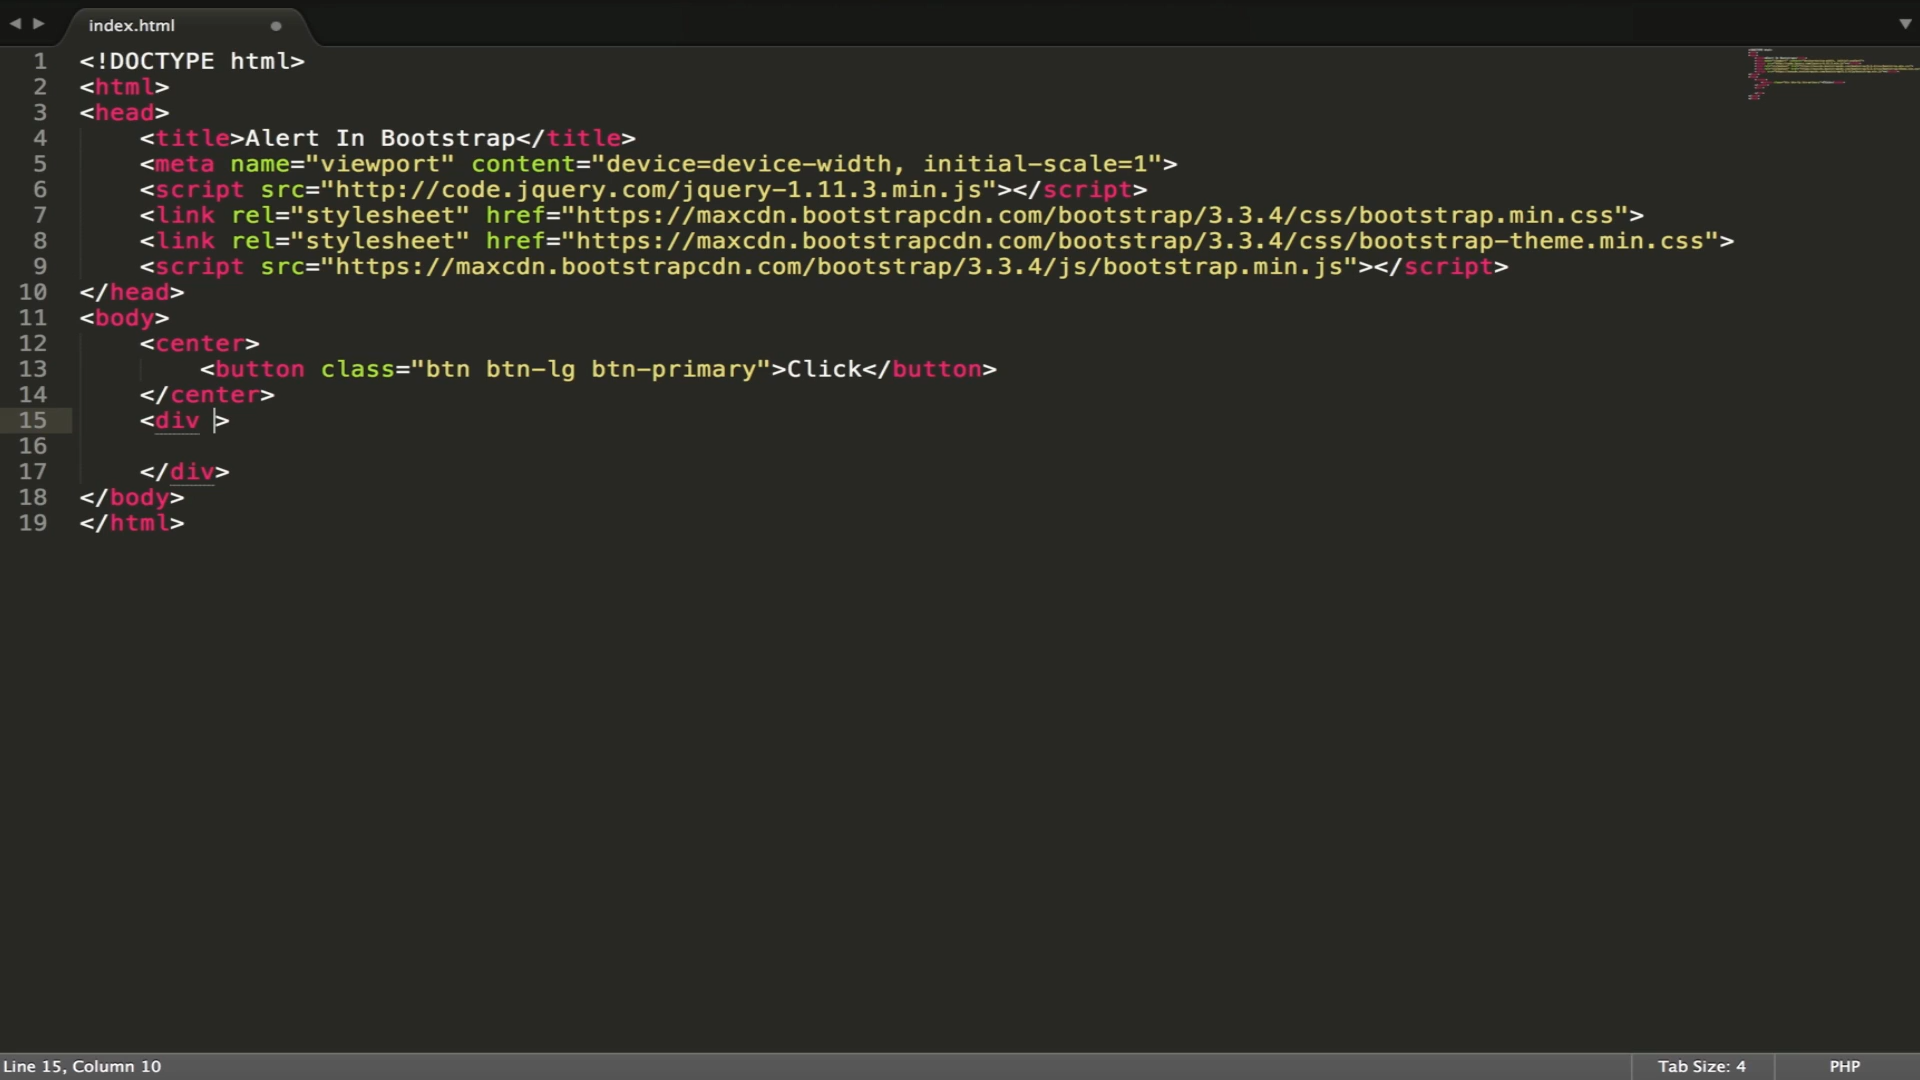 index.html
1 <!DOCTYPE html>
2 <html>
3 <head>
4 <title>Alert In Bootstrap</title>
5 <meta name="viewport" content="device=device-width, initial-scale=1">
6 <script src="http://code.jquery.com/jquery-1.11.3.min.js"></script>
7 <link rel="stylesheet" href="https://maxcdn.bootstrapcdn.com/bootstrap/3.3.4/css/bootstrap.min.css">
8 <link rel="stylesheet" href="https://maxcdn.bootstrapcdn.com/bootstrap/3.3.4/css/bootstrap-theme.min.css">
9 <script src="https://maxcdn.bootstrapcdn.com/bootstrap/3.3.4/js/bootstrap.min.js"></script>
10 </head>
11 <body>
12 <center>
13 <button class="btn btn-lg btn-primary">Click</button>
14 </center>
15 <div >
16
17 </div>
18 </body>
19 </html>
Line 15, Column 10
Tab Size: 4
PHP